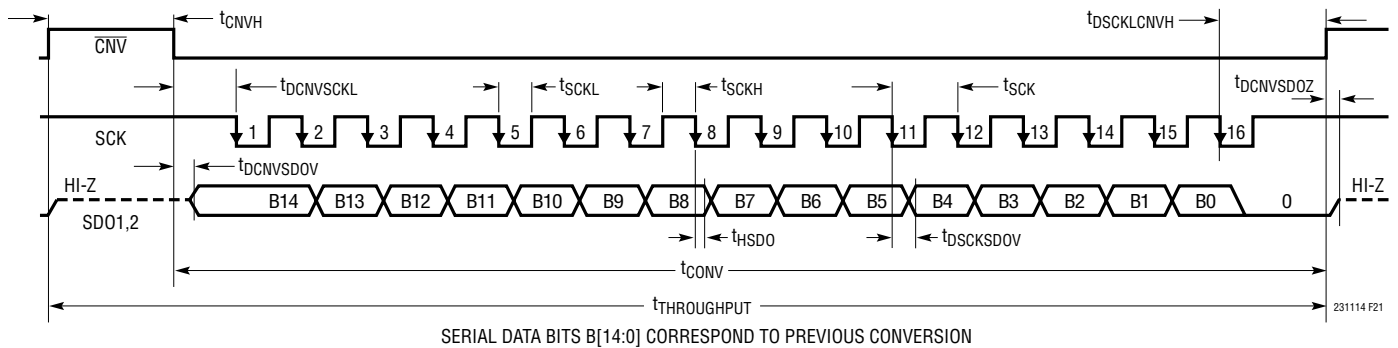 tCNVH
tDSCKLCNVH
CNV
tDCNVSCKL
tSCKL
tSCKH
tSCK
tDCNVSDOZ
SCK
1 2 3 4 5 6 7 8 9 10 11 12 13 14 15 16
tDCNVSDOV
HI-Z
B14 B13 B12 B11 B10 B9 B8 B7 B6 B5 B4 B3 B2 B1 B0 0
HI-Z
SDO1,2
tHSDO
tDSCKSDOV
tCONV
tTHROUGHPUT
231114 F21
SERIAL DATA BITS B[14:0] CORRESPOND TO PREVIOUS CONVERSION